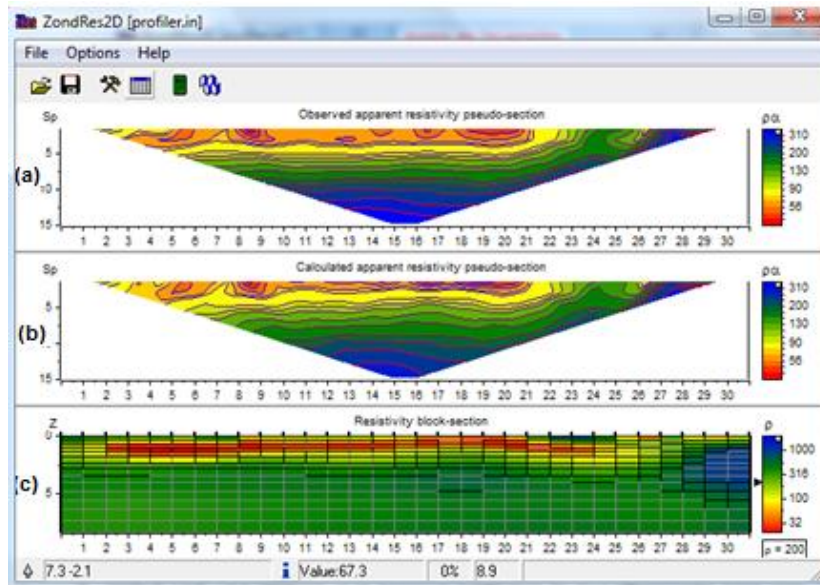 ZondRes2D [profiler.in]
File Options Help
Observed apparent resistivity pseudo-section
Sp ρα
(a)
5
10
15
310
200
130
90
56
1 2 3 4 5 6 7 8 9 10 11 12 13 14 15 16 17 18 19 20 21 22 23 24 25 26 27 28 29 30
Calculated apparent resistivity pseudo-section
Sp ρα
(b)
5
10
15
310
200
130
90
56
1 2 3 4 5 6 7 8 9 10 11 12 13 14 15 16 17 18 19 20 21 22 23 24 25 26 27 28 29 30
Resistivity block-section
Z ρ
(c)
0
5
1000
316
100
32
1 2 3 4 5 6 7 8 9 10 11 12 13 14 15 16 17 18 19 20 21 22 23 24 25 26 27 28 29 30
ρ = 200
7.3-2.1 Value:67.3 0% 8.9